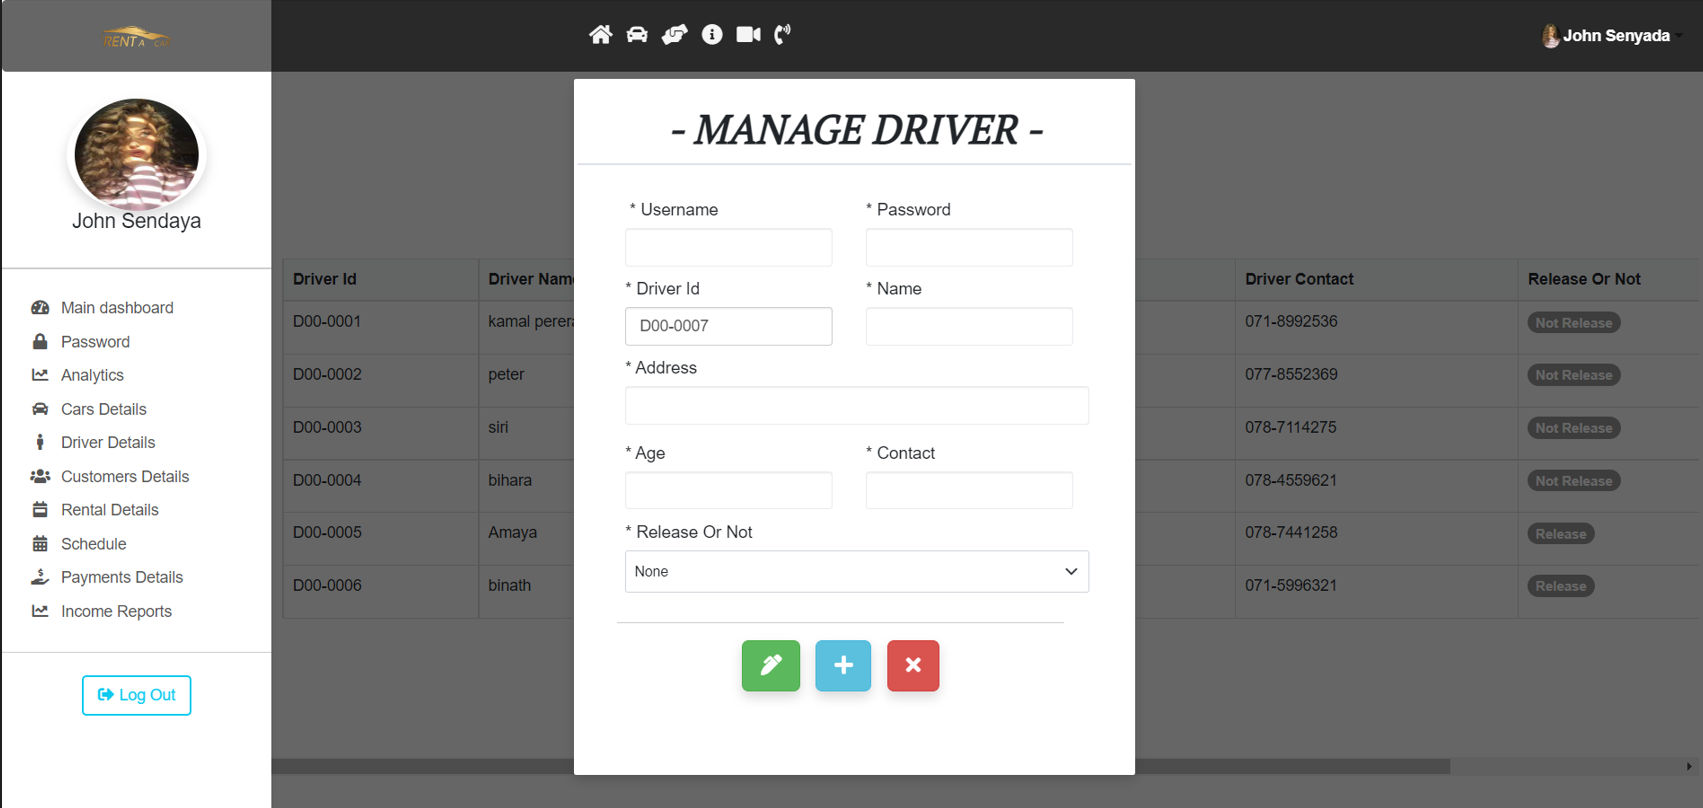 RENT A CAR
John Senyada
John Sendaya
Main dashboard
Password
Analytics
Cars Details
Driver Details
Customers Details
Rental Details
Schedule
Payments Details
Income Reports
Log Out
- MANAGE DRIVER -
* Username * Password
* Driver Id * Name
D00-0007
* Address
* Age * Contact
* Release Or Not
None
Driver Id Driver Name Driver Contact Release Or Not
D00-0001 kamal perera 071-8992536 Not Release
D00-0002 peter 077-8552369 Not Release
D00-0003 siri 078-7114275 Not Release
D00-0004 bihara 078-4559621 Not Release
D00-0005 Amaya 078-7441258 Release
D00-0006 binath 071-5996321 Release